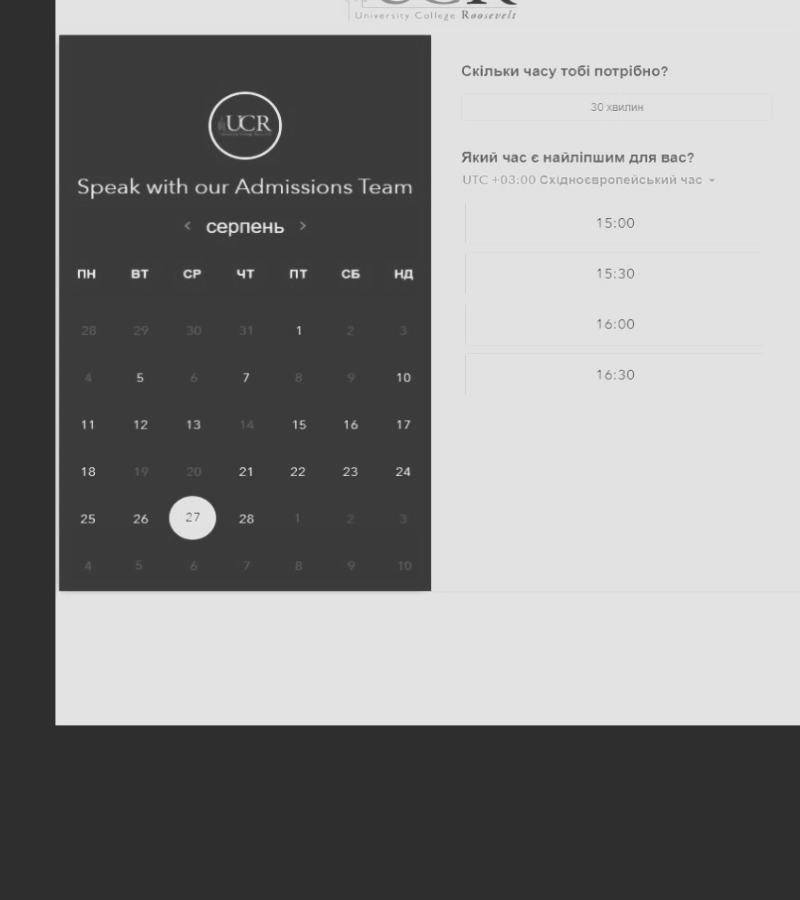 University College Roosevelt
UCR
Speak with our Admissions Team
< серпень >
ПН ВТ СР ЧТ ПТ СБ НД
28 29 30 31 1 2 3
4 5 6 7 8 9 10
11 12 13 14 15 16 17
18 19 20 21 22 23 24
25 26 27 28 1 2 3
4 5 6 7 8 9 10
Скільки часу тобі потрібно?
30 хвилин
Який час є найліпшим для вас?
UTC +03:00 Східноєвропейський час
15:00
15:30
16:00
16:30